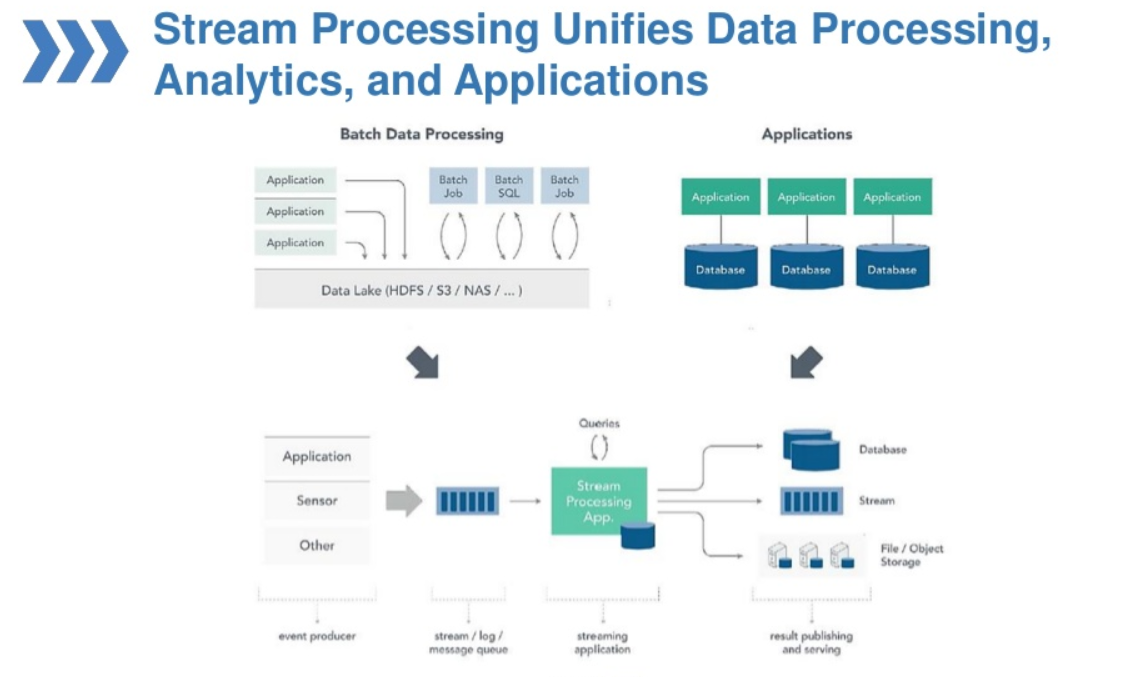 Stream Processing Unifies Data Processing,
Analytics, and Applications
Batch Data Processing
Application
Application
Application
Batch
Job
Batch
SQL
Batch
Job
Data Lake (HDFS / S3 / NAS / ... )
Applications
Application
Application
Application
Database
Database
Database
Application
Sensor
Other
Queries
Stream
Processing
App.
Database
Stream
File / Object
Storage
event producer
stream / log /
message queue
streaming
application
result publishing
and serving